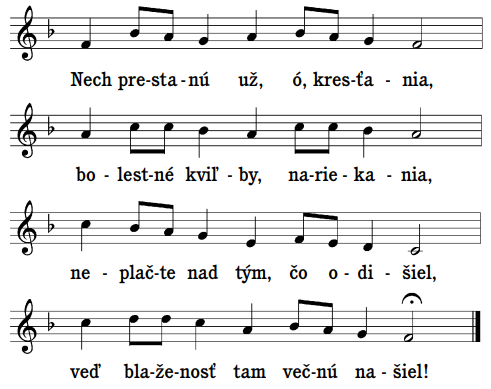 Nech pre-sta-nú už, ó, kres-ťa-nia,
bo-lest-né kviľ-by, na-rie-ka-nia,
ne-plač-te nad tým, čo o-di-šiel,
veď bla-že-nosť tam več-nú na-šiel!